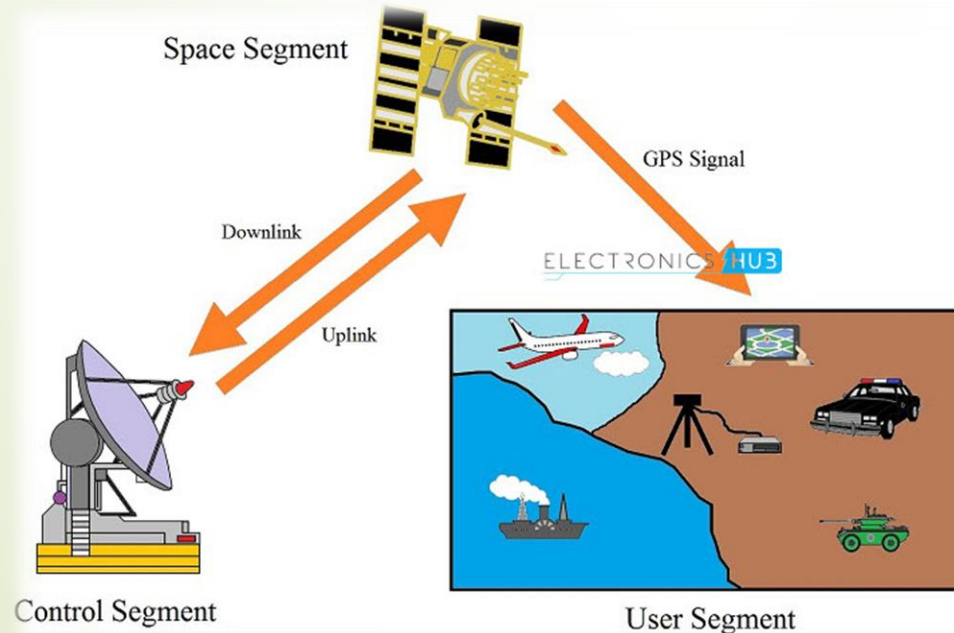 Space Segment
GPS Signal
Downlink
ELECTRONICS HUB
Uplink
Control Segment
User Segment